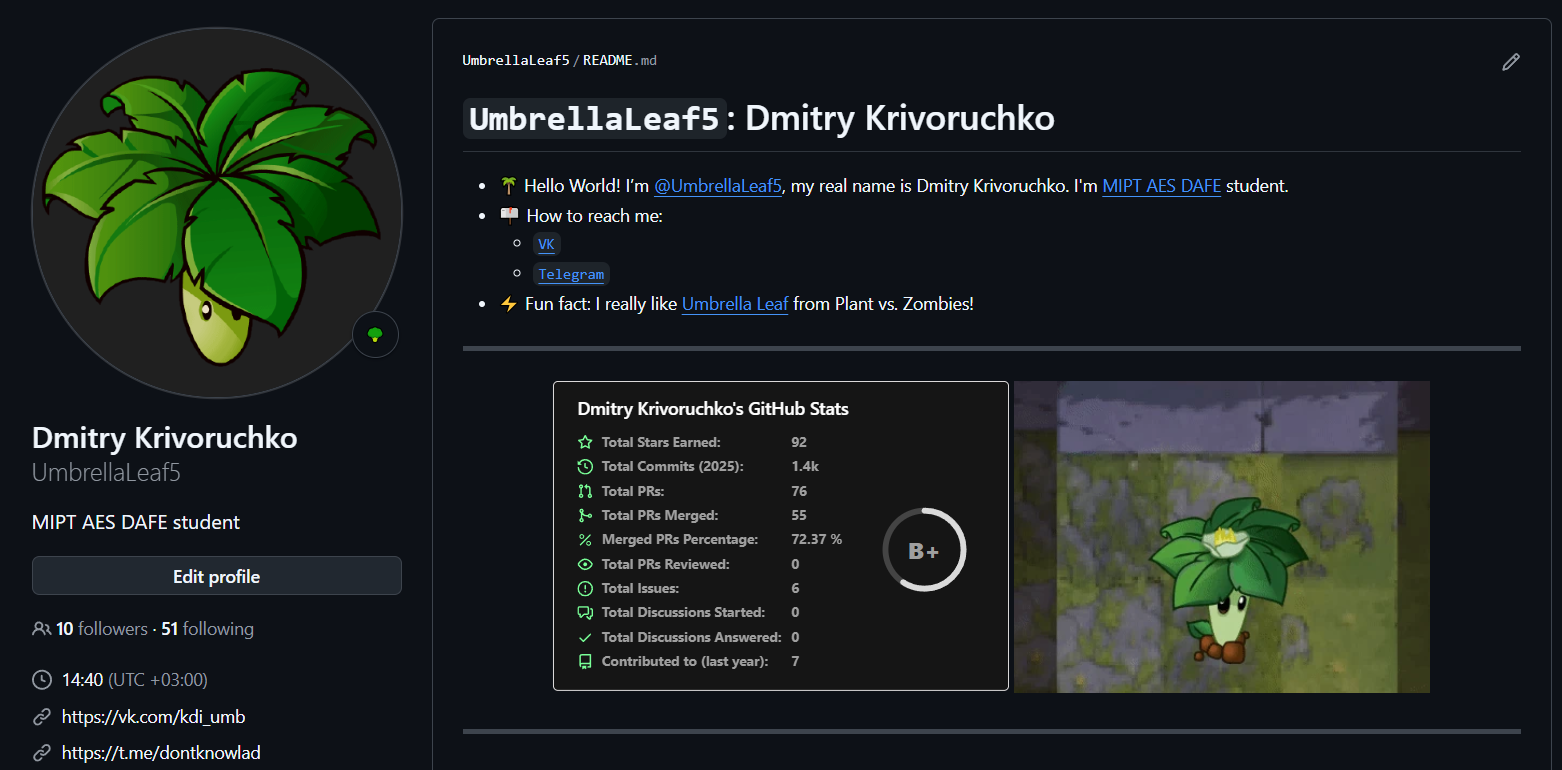 Dmitry Krivoruchko
UmbrellaLeaf5
MIPT AES DAFE student
Edit profile
10 followers · 51 following
14:40 (UTC +03:00)
https://vk.com/kdi_umb
https://t.me/dontknowlad
UmbrellaLeaf5/README.md
UmbrellaLeaf5: Dmitry Krivoruchko
Hello World! I’m @UmbrellaLeaf5, my real name is Dmitry Krivoruchko. I'm MIPT AES DAFE student.
How to reach me:
VK
Telegram
Fun fact: I really like Umbrella Leaf from Plant vs. Zombies!
Dmitry Krivoruchko's GitHub Stats
Total Stars Earned: 92
Total Commits (2025): 1.4k
Total PRs: 76
Total PRs Merged: 55
Merged PRs Percentage: 72.37 %
Total PRs Reviewed: 0
Total Issues: 6
Total Discussions Started: 0
Total Discussions Answered: 0
Contributed to (last year): 7
B+